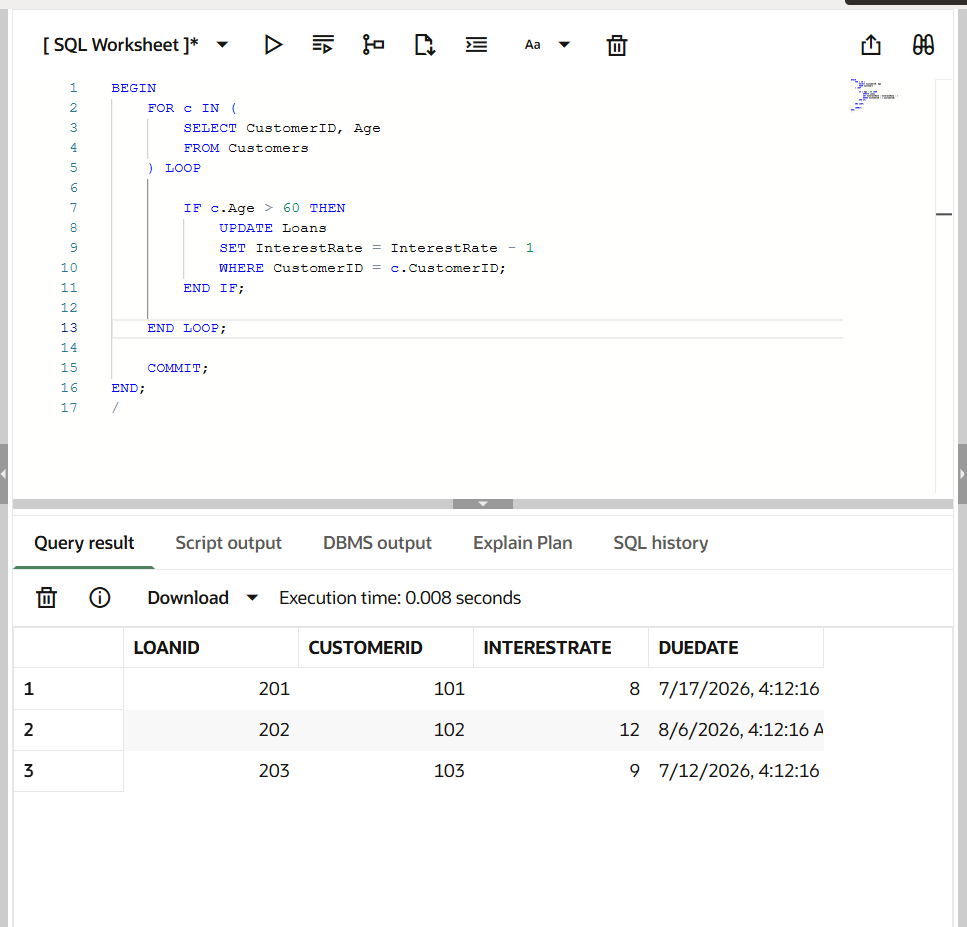 [ SQL Worksheet ]*
Aa
1 BEGIN
2 FOR c IN (
3 SELECT CustomerID, Age
4 FROM Customers
5 ) LOOP
6
7 IF c.Age > 60 THEN
8 UPDATE Loans
9 SET InterestRate = InterestRate - 1
10 WHERE CustomerID = c.CustomerID;
11 END IF;
12
13 END LOOP;
14
15 COMMIT;
16 END;
17 /
Query result Script output DBMS output Explain Plan SQL history
Download Execution time: 0.008 seconds
LOANID CUSTOMERID INTERESTRATE DUEDATE
1 201 101 8 7/17/2026, 4:12:16
2 202 102 12 8/6/2026, 4:12:16 A
3 203 103 9 7/12/2026, 4:12:16